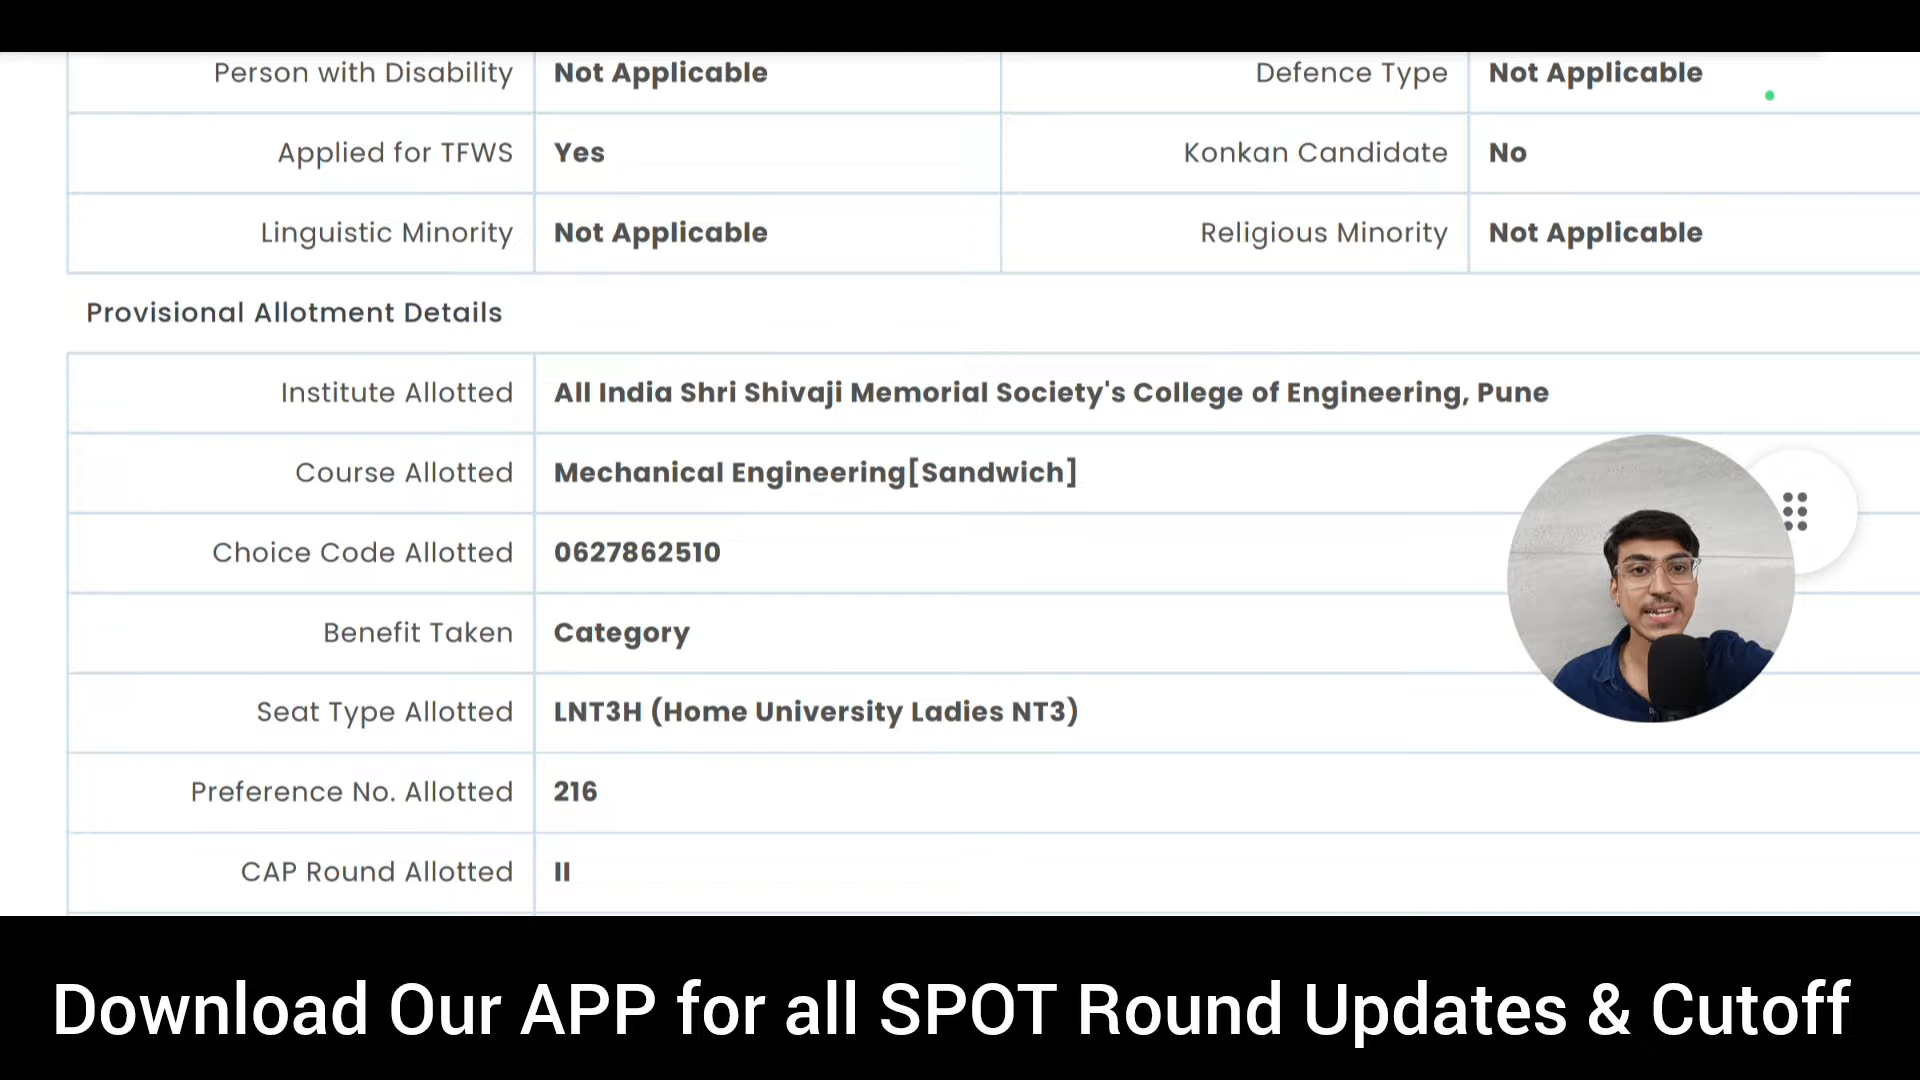 Person with Disability Not Applicable Defence Type Not Applicable
Applied for TFWS Yes Konkan Candidate No
Linguistic Minority Not Applicable Religious Minority Not Applicable
Provisional Allotment Details
Institute Allotted All India Shri Shivaji Memorial Society's College of Engineering, Pune
Course Allotted Mechanical Engineering[Sandwich]
Choice Code Allotted 0627862510
Benefit Taken Category
Seat Type Allotted LNT3H (Home University Ladies NT3)
Preference No. Allotted 216
CAP Round Allotted II
Download Our APP for all SPOT Round Updates & Cutoff